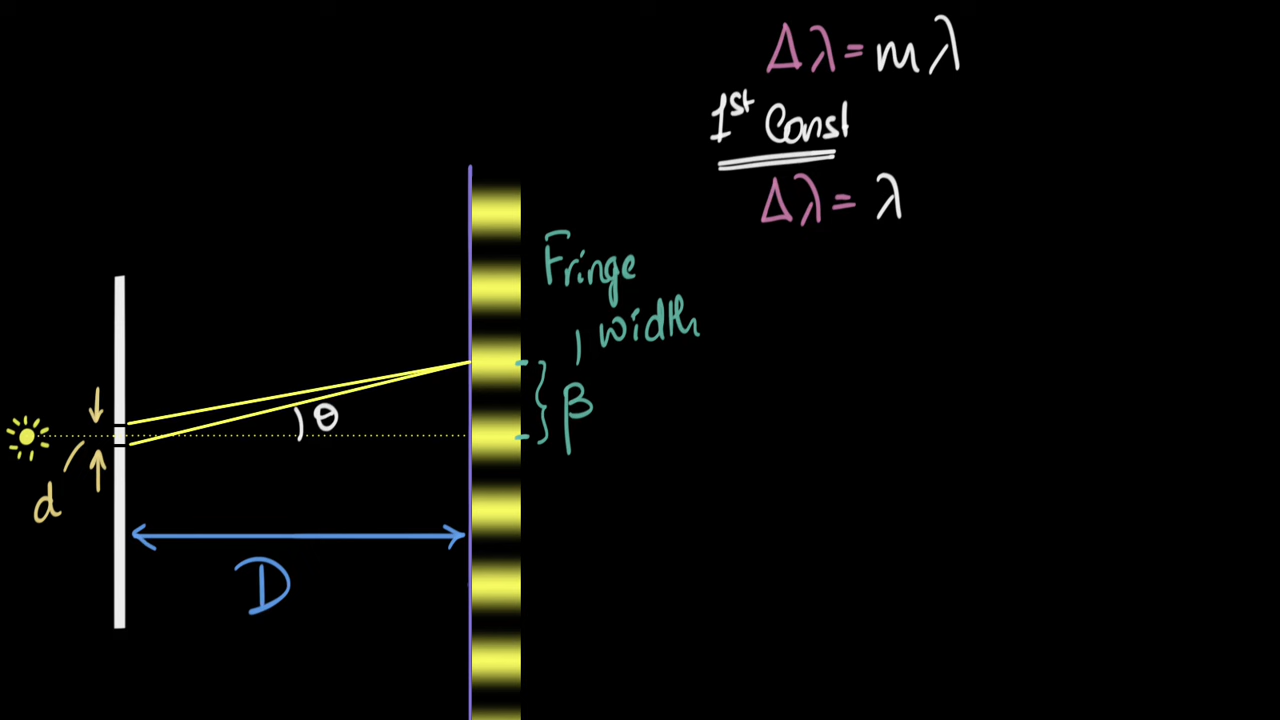 Δλ = mλ
1st Const
Δλ = λ
Fringe
width
β
θ
d
D